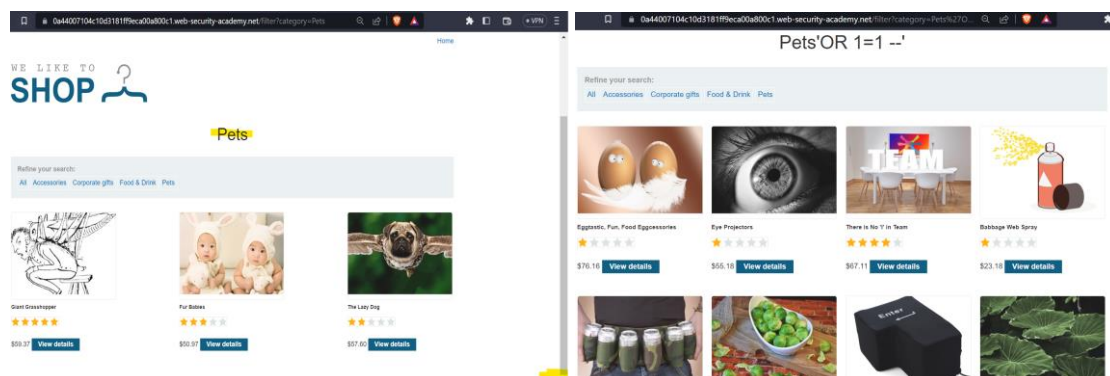 0a44007104c10d3181ff9eca00a800c1.web-security-academy.net/filter?category=Pets
VPN
Home
WE LIKE TO
SHOP
Pets
Refine your search:
All Accessories Corporate gifts Food & Drink Pets
Giant Grasshopper
Fur Babies
The Lazy Dog
$59.37 View details
$50.97 View details
$57.60 View details
0a44007104c10d3181ff9eca00a800c1.web-security-academy.net/filter?category=Pets%27O...
Pets'OR 1=1 --'
Refine your search:
All Accessories Corporate gifts Food & Drink Pets
TEAM
Eggtastic, Fun, Food Eggcessories
Eye Projectors
There is No 'I' in Team
Babbage Web Spray
$76.16 View details
$55.18 View details
$67.11 View details
$23.18 View details
Enter